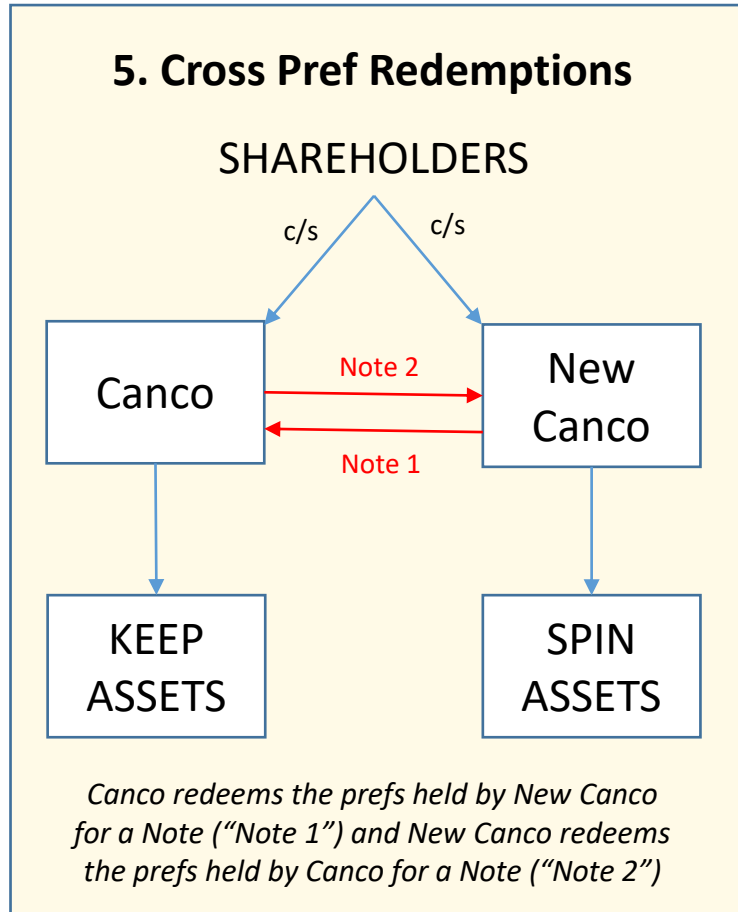 5. Cross Pref Redemptions
SHAREHOLDERS
c/s
c/s
Canco
Note 2
Note 1
New
Canco
KEEP
ASSETS
SPIN
ASSETS
Canco redeems the prefs held by New Canco
for a Note (“Note 1”) and New Canco redeems
the prefs held by Canco for a Note (“Note 2”)